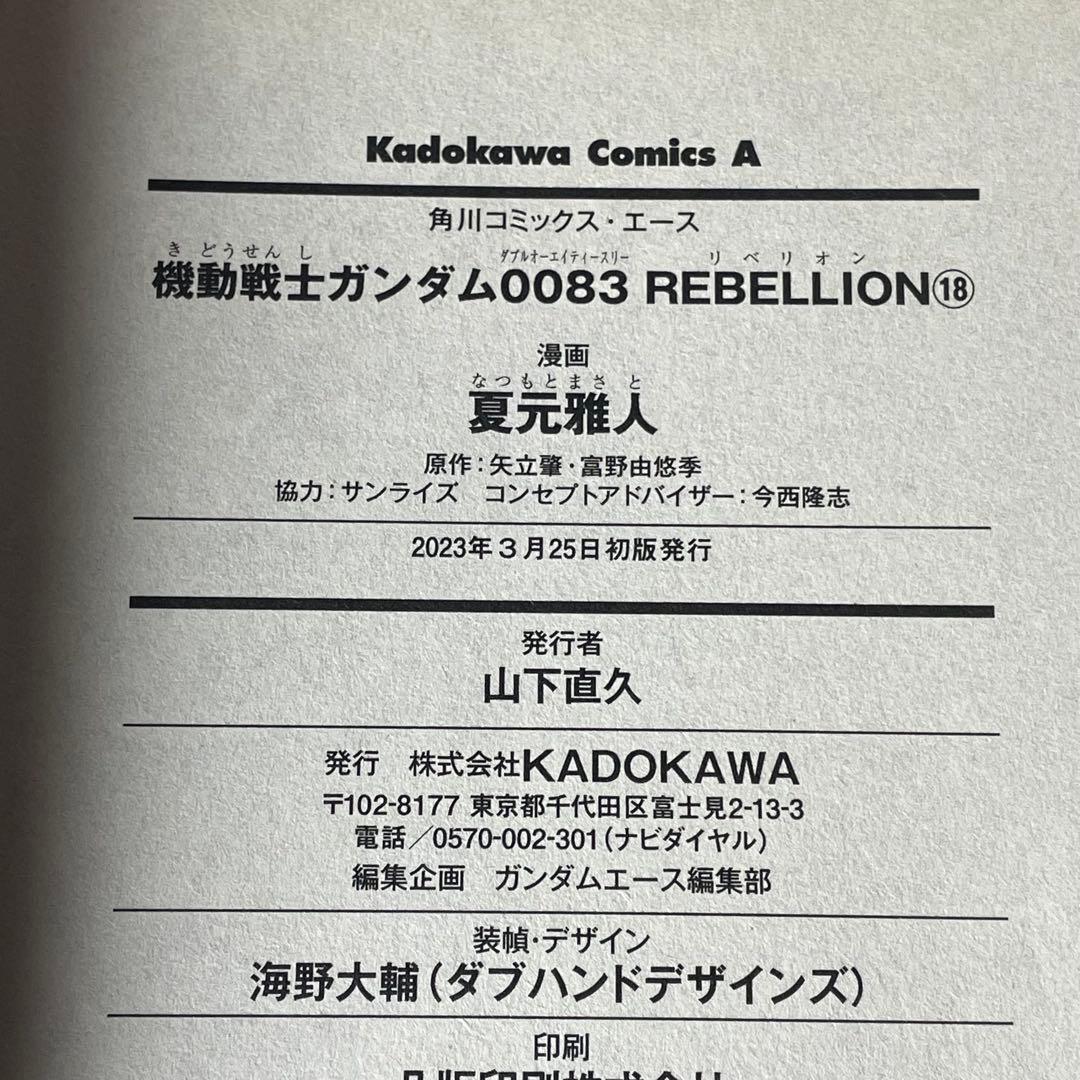 Kadokawa Comics A
角川コミックス・エース
きどうせんし ダブルオーエイティースリー リベリオン
機動戦士ガンダム0083 REBELLION⑱
漫画
なつもとまさと
夏元雅人
原作：矢立肇・富野由悠季
協力：サンライズ　コンセプトアドバイザー：今西隆志
2023年３月25日初版発行
発行者
山下直久
発行　株式会社KADOKAWA
〒102-8177 東京都千代田区富士見2-13-3
電話／0570-002-301（ナビダイヤル）
編集企画　ガンダムエース編集部
装幀・デザイン
海野大輔（ダブハンドデザインズ）
印刷